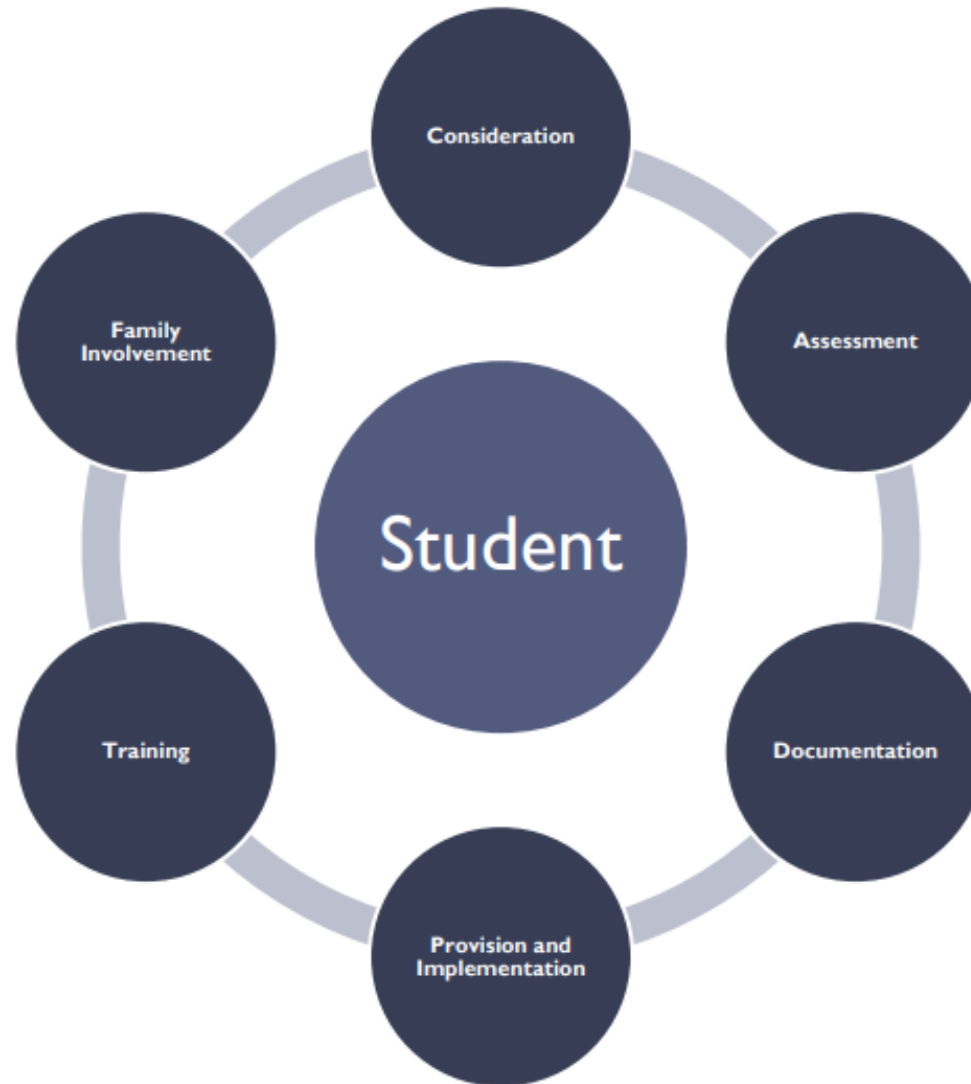 Consideration
Assessment
Documentation
Provision and
Implementation
Training
Family
Involvement
Student